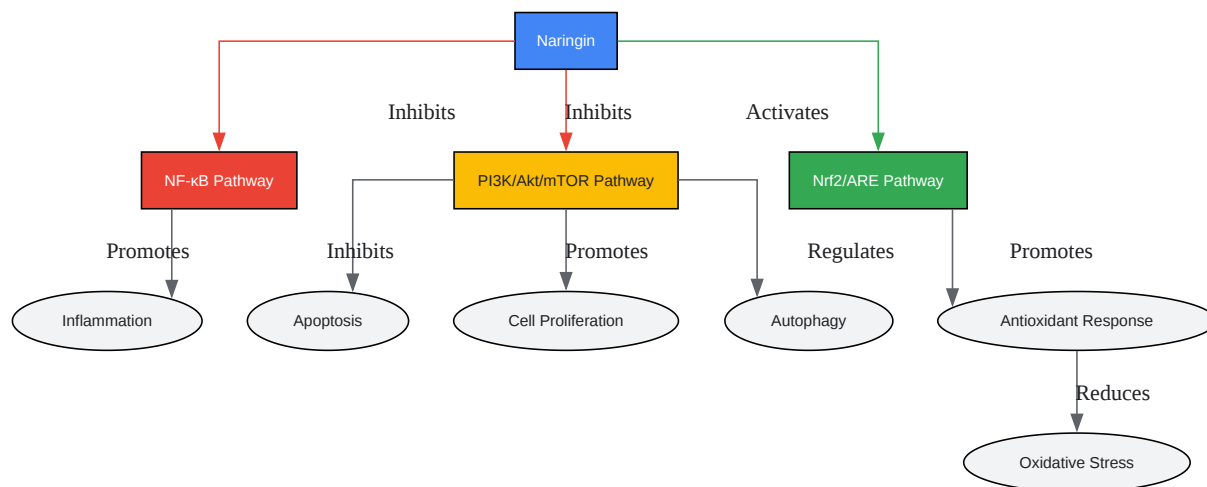 Naringin
Inhibits
Inhibits
Activates
NF-κB Pathway
PI3K/Akt/mTOR Pathway
Nrf2/ARE Pathway
Promotes
Inhibits
Promotes
Regulates
Promotes
Inflammation
Apoptosis
Cell Proliferation
Autophagy
Antioxidant Response
Reduces
Oxidative Stress